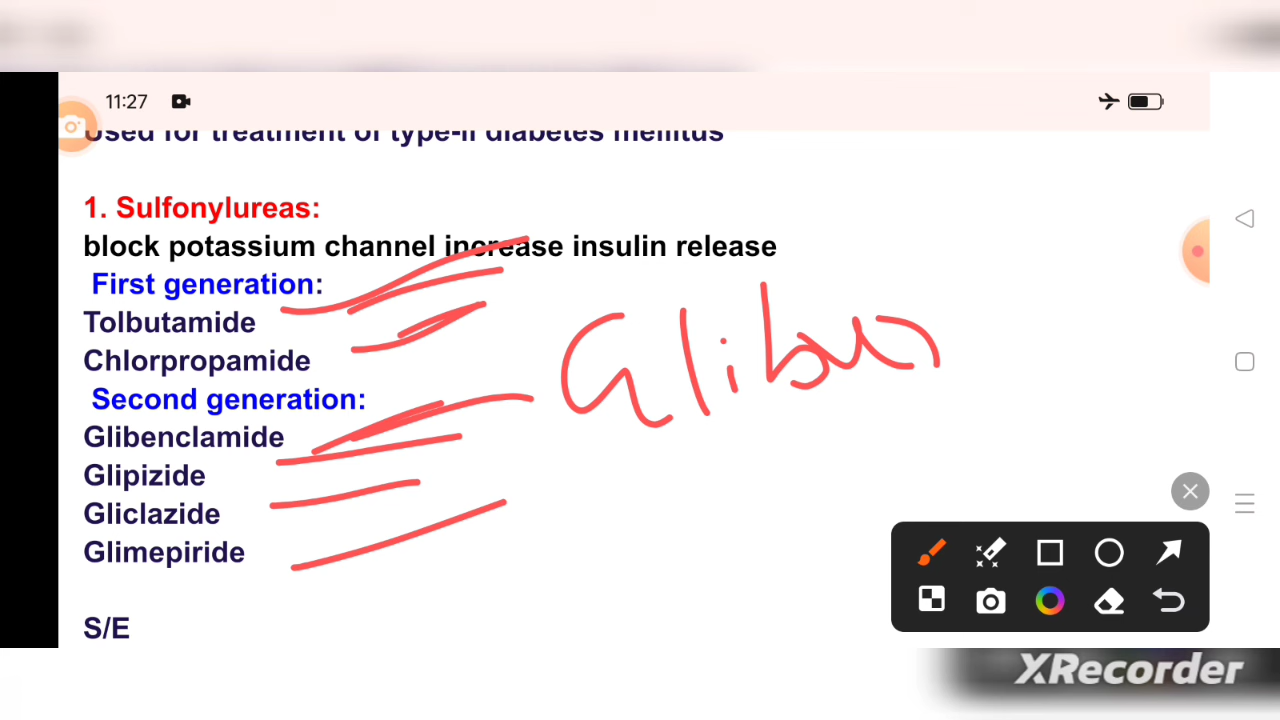 11:27
Used for treatment of type-II diabetes mellitus
1. Sulfonylureas:
block potassium channel increase insulin release
First generation:
Tolbutamide
Chlorpropamide
Second generation:
Glibenclamide
Glipizide
Gliclazide
Glimepiride
S/E
XRecorder